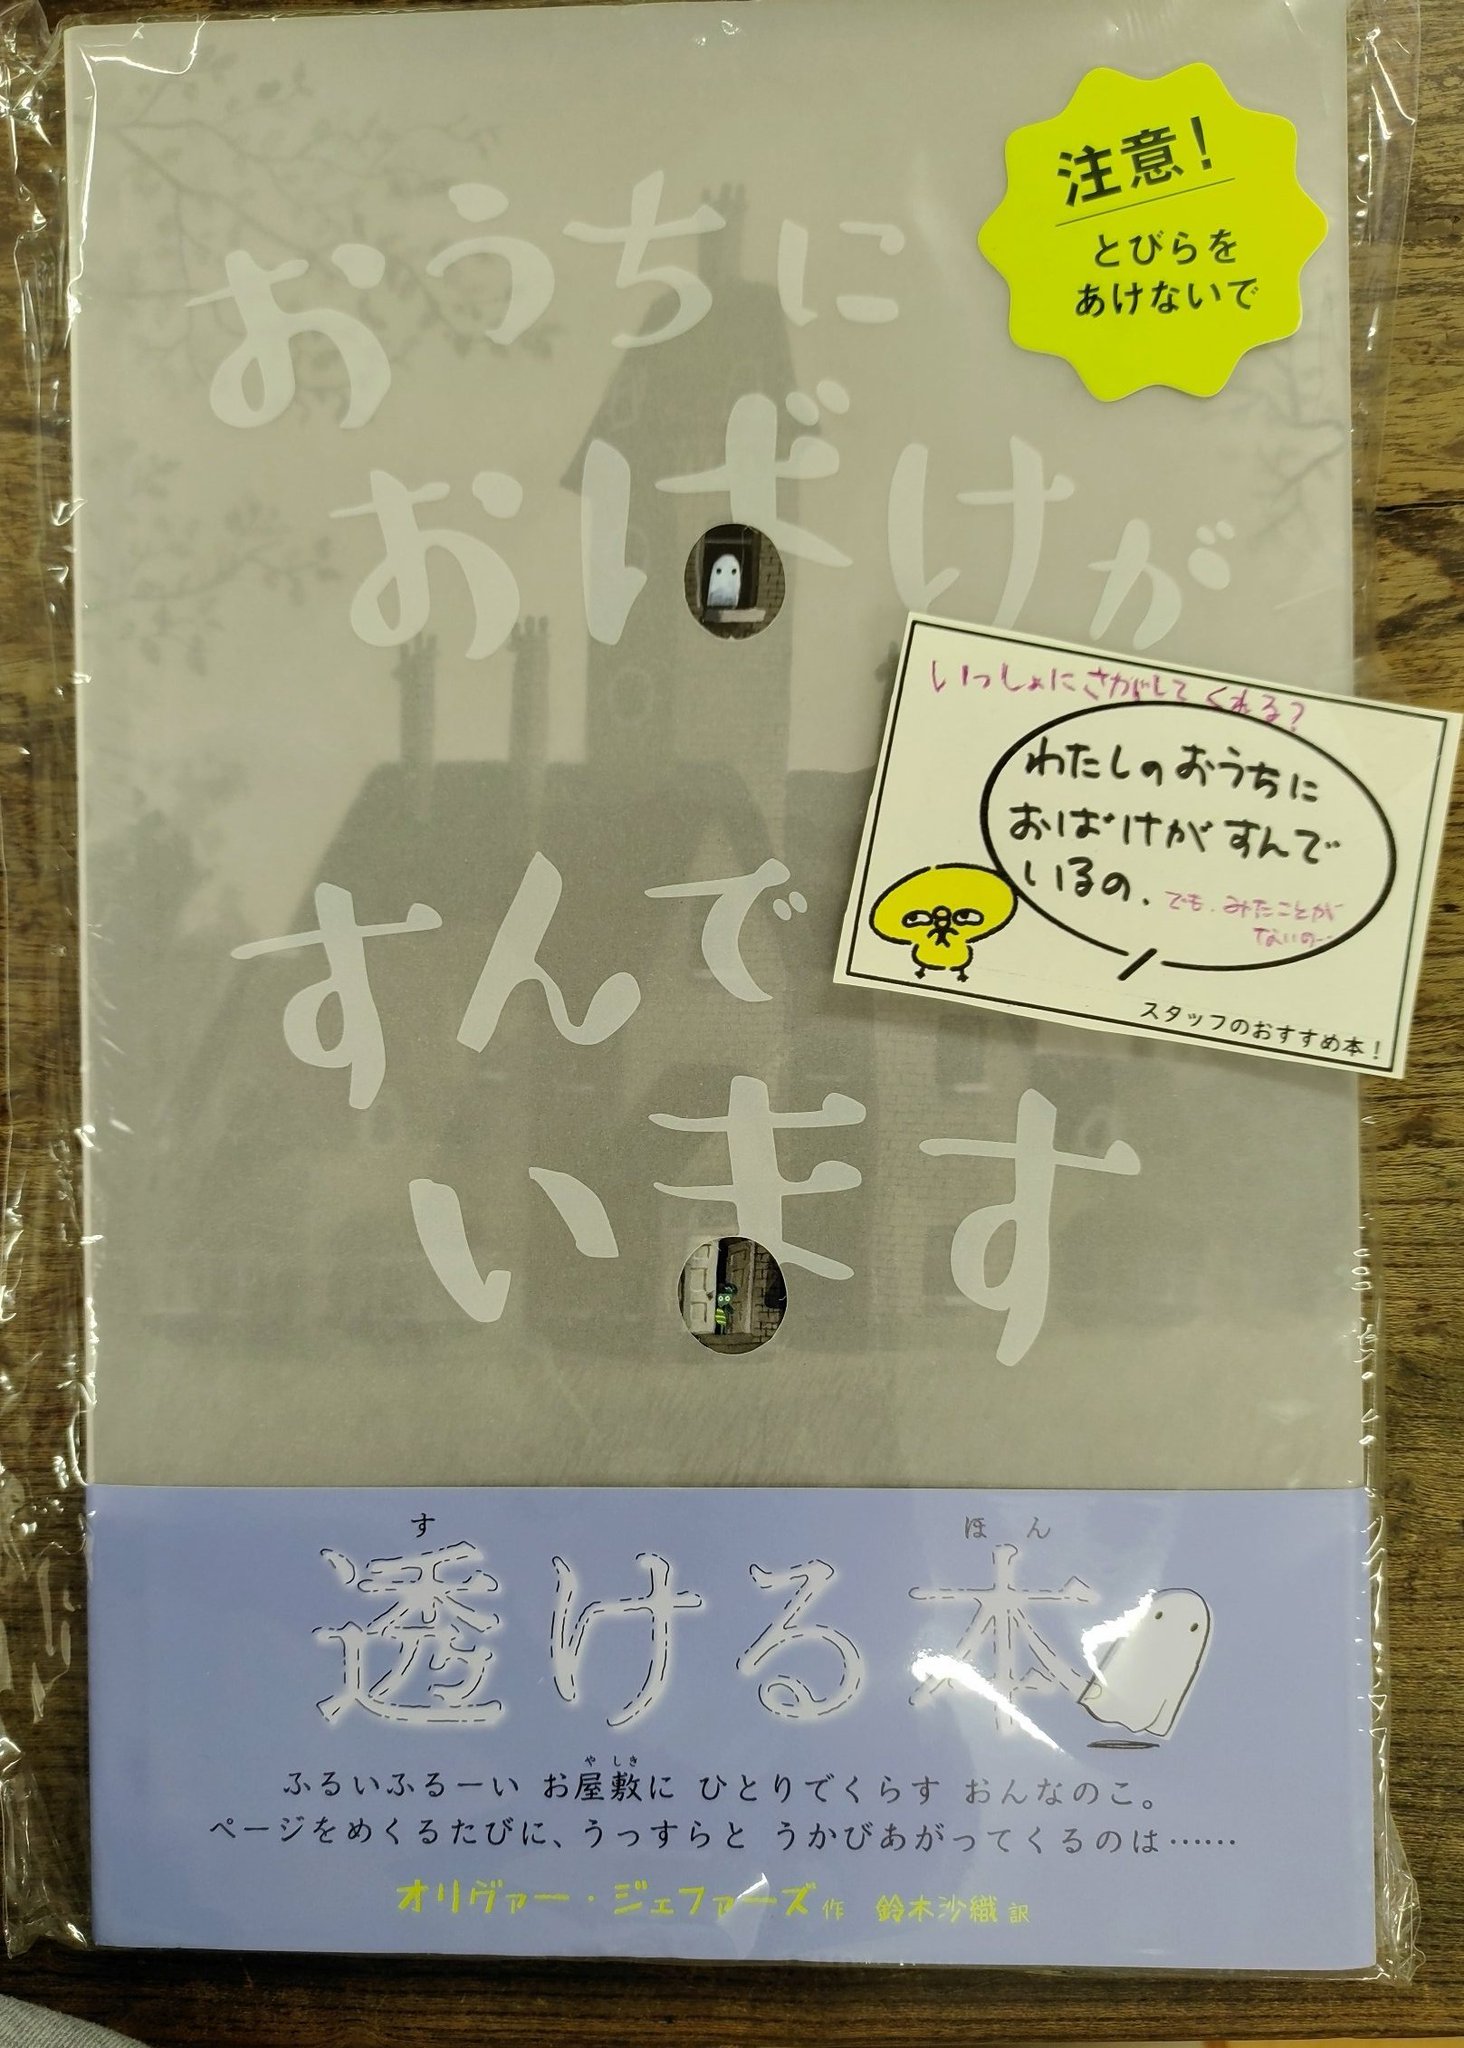 注意!
とびらを
あけないで
おうちに
おばけが
すんで
います
いっしょにさがしてくれる?
わたしのおうちに
おばけがすんで
いるの.
でも、みたことが
ないの…
スタッフのおすすめ本!
す ほん
透ける本
や しき
ふるいふるーい お屋敷に ひとりでくらす おんなのこ。
ページをめくるたびに、うっすらと うかびあがってくるのは……
オリヴァー・ジェファーズ 作 鈴木沙織 訳